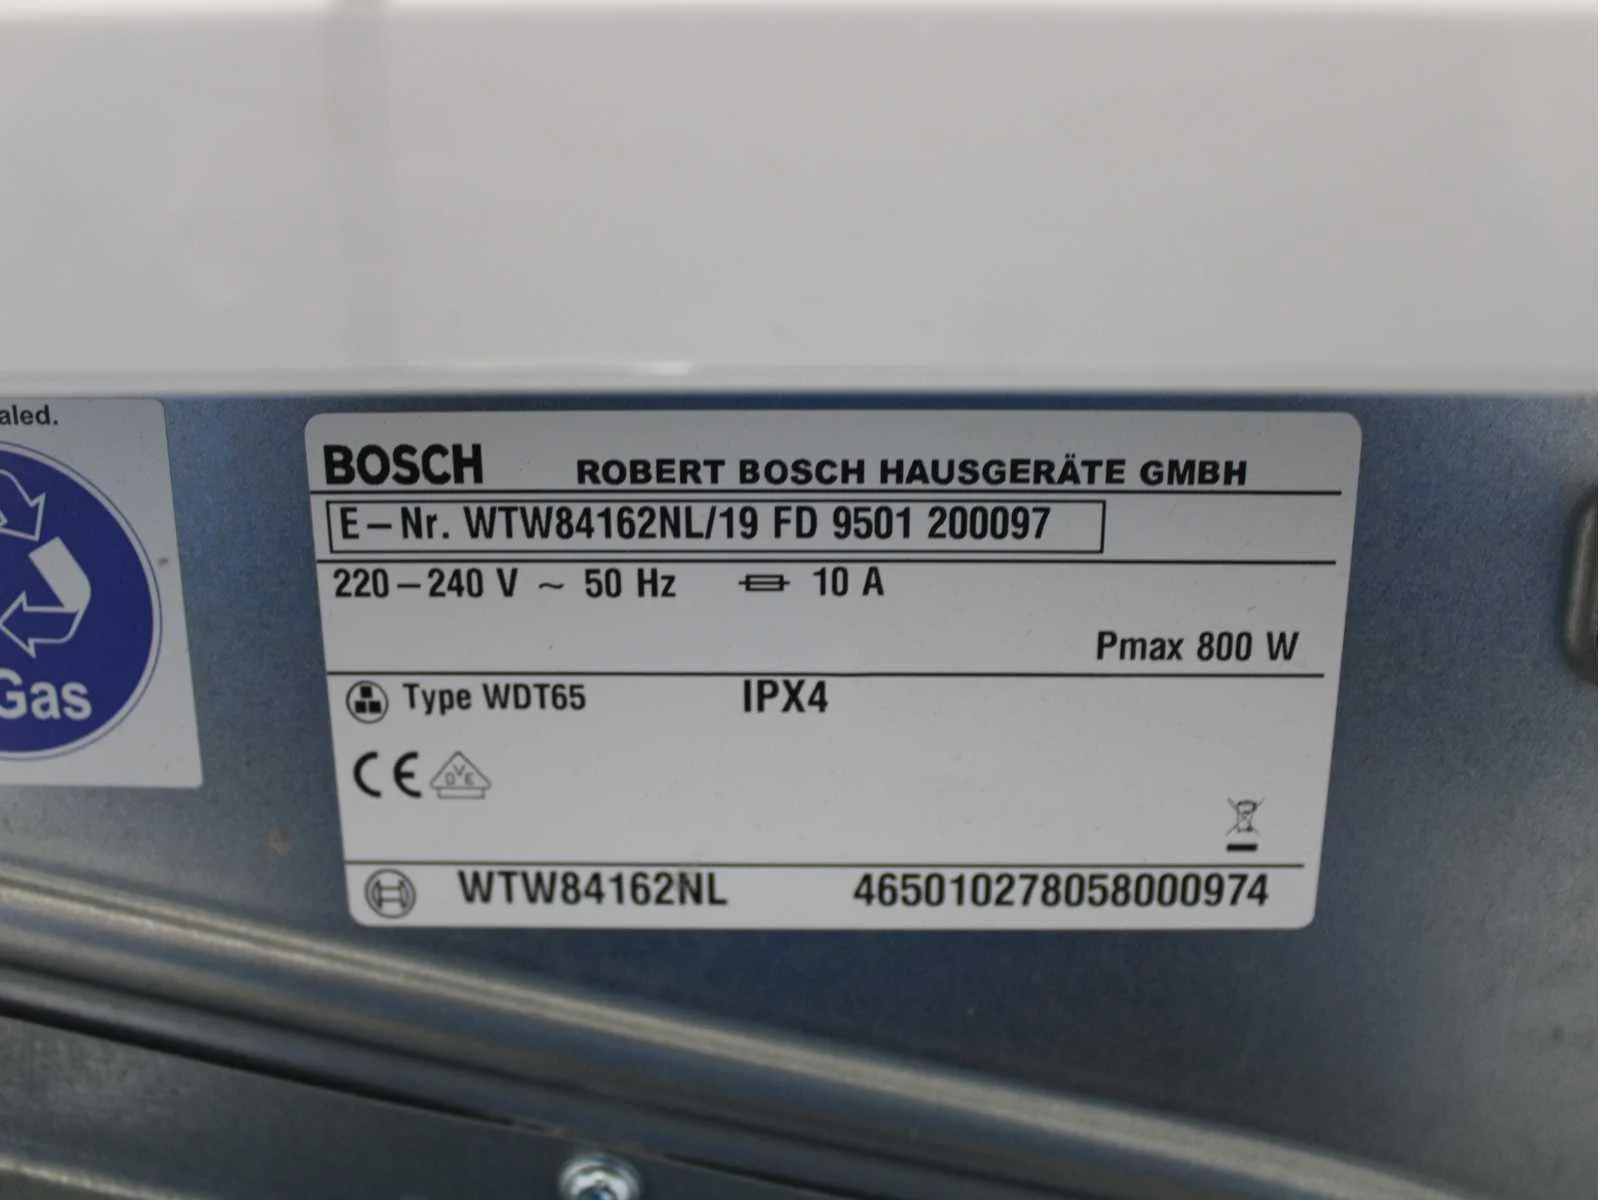 aled.
Gas
BOSCH ROBERT BOSCH HAUSGERÄTE GMBH
E-Nr. WTW84162NL/19 FD 9501 200097
220-240 V ~ 50 Hz 10 A
Pmax 800 W
Type WDT65 IPX4
CE DVE
WTW84162NL 465010278058000974